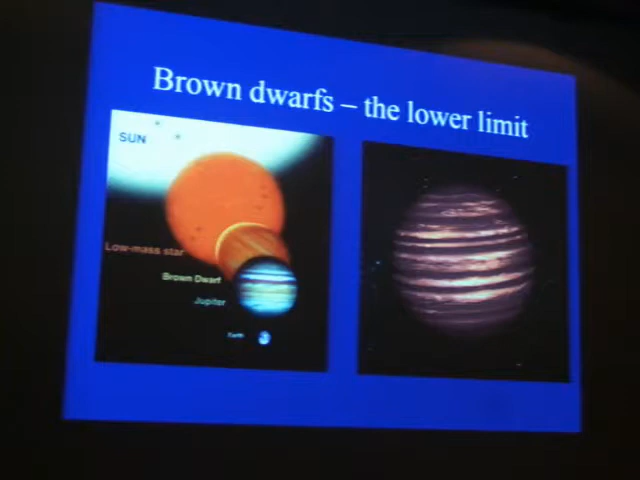 Brown dwarfs – the lower limit
SUN
Low-mass star
Brown Dwarf
Jupiter
Earth